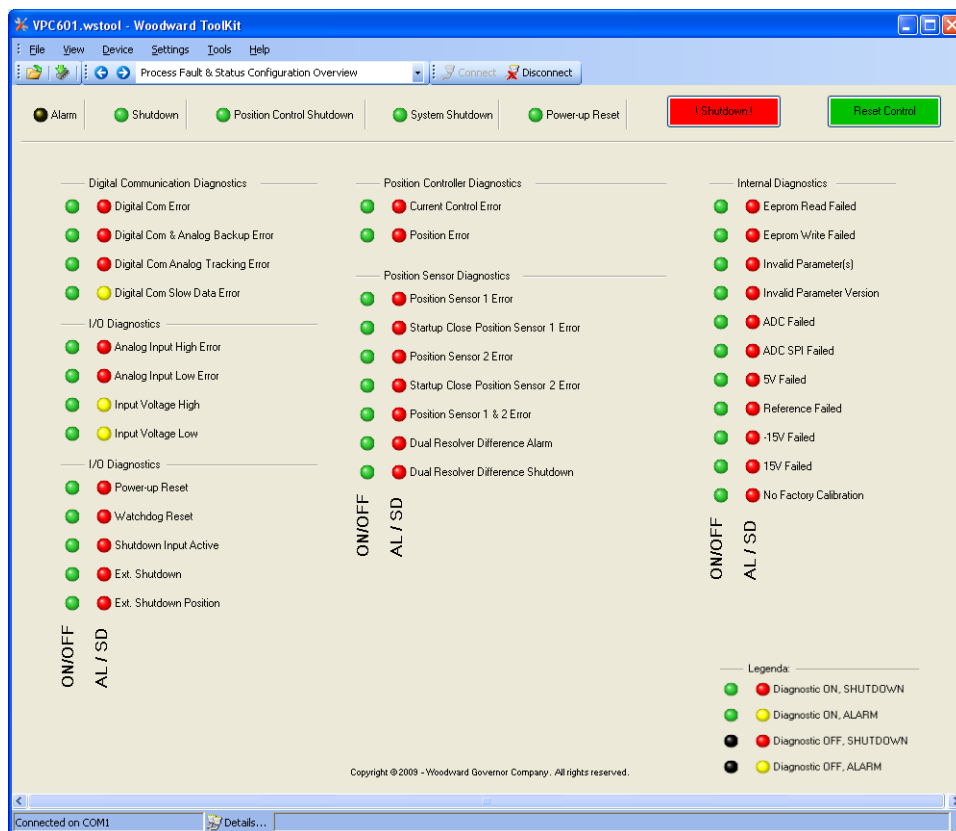 VPC601.wstool - Woodward ToolKit
File View Device Settings Tools Help
Process Fault & Status Configuration Overview Connect Disconnect
Alarm Shutdown Position Control Shutdown System Shutdown Power-up Reset ! Shutdown ! Reset Control
Digital Communication Diagnostics
Digital Com Error
Digital Com & Analog Backup Error
Digital Com Analog Tracking Error
Digital Com Slow Data Error
I/O Diagnostics
Analog Input High Error
Analog Input Low Error
Input Voltage High
Input Voltage Low
I/O Diagnostics
Power-up Reset
Watchdog Reset
Shutdown Input Active
Ext. Shutdown
Ext. Shutdown Position
ON/OFF
AL / SD
Position Controller Diagnostics
Current Control Error
Position Error
Position Sensor Diagnostics
Position Sensor 1 Error
Startup Close Position Sensor 1 Error
Position Sensor 2 Error
Startup Close Position Sensor 2 Error
Position Sensor 1 & 2 Error
Dual Resolver Difference Alarm
Dual Resolver Difference Shutdown
ON/OFF
AL / SD
Internal Diagnostics
Eeprom Read Failed
Eeprom Write Failed
Invalid Parameter(s)
Invalid Parameter Version
ADC Failed
ADC SPI Failed
5V Failed
Reference Failed
-15V Failed
15V Failed
No Factory Calibration
ON/OFF
AL / SD
Legenda:
Diagnostic ON, SHUTDOWN
Diagnostic ON, ALARM
Diagnostic OFF, SHUTDOWN
Diagnostic OFF, ALARM
Copyright © 2009 - Woodward Governor Company. All rights reserved.
Connected on COM1 Details...